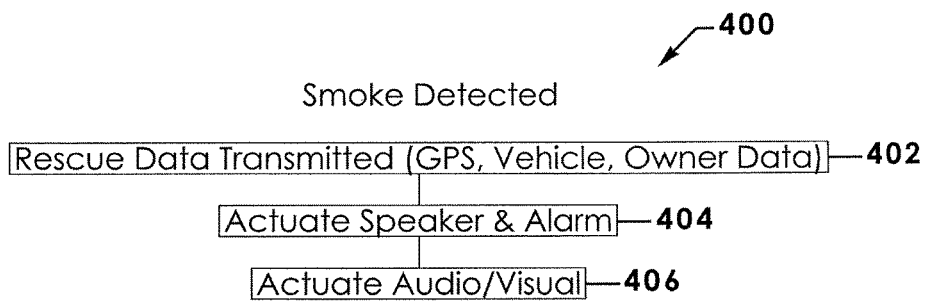 400
Smoke Detected
Rescue Data Transmitted (GPS, Vehicle, Owner Data) 402
Actuate Speaker & Alarm 404
Actuate Audio/Visual 406